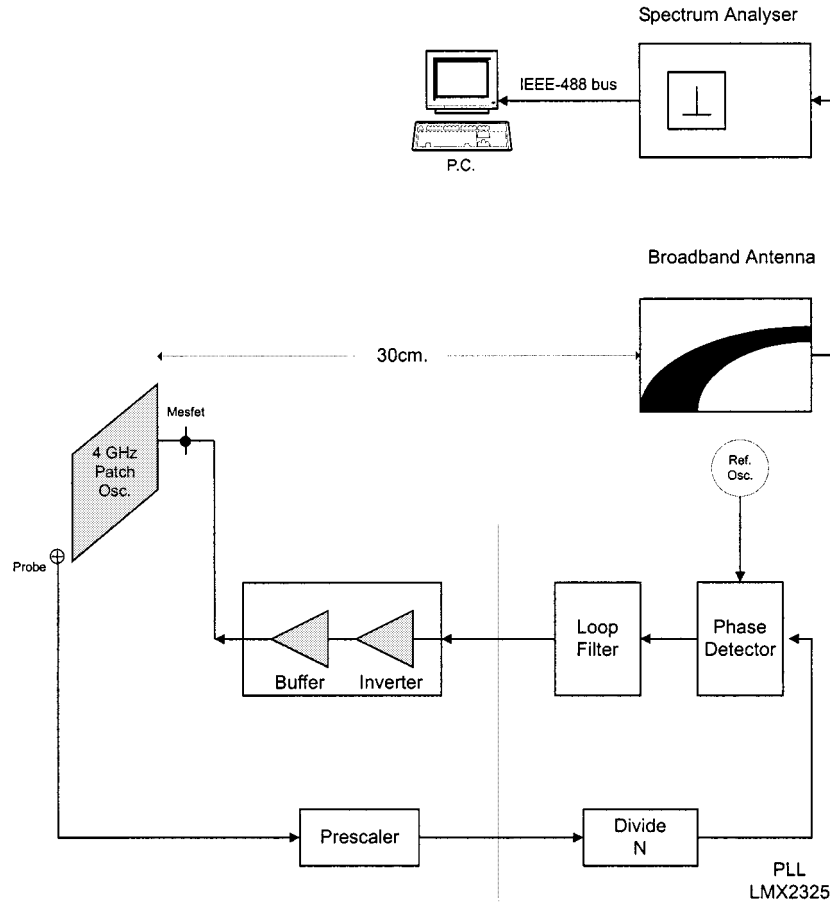 Spectrum Analyser
IEEE-488 bus
P.C.
Broadband Antenna
30cm.
Mesfet
4 GHz
Patch
Osc.
Ref.
Osc.
Probe
Loop
Filter
Phase
Detector
Buffer
Inverter
Prescaler
Divide
N
PLL
LMX2325